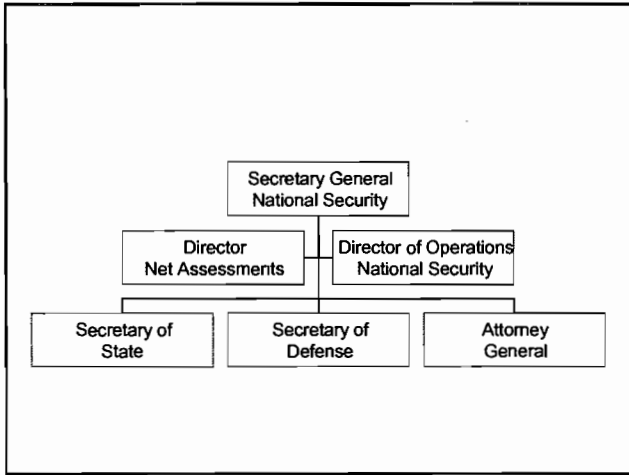 Secretary General
National Security
Director
Net Assessments
Director of Operations
National Security
Secretary of
State
Secretary of
Defense
Attorney
General